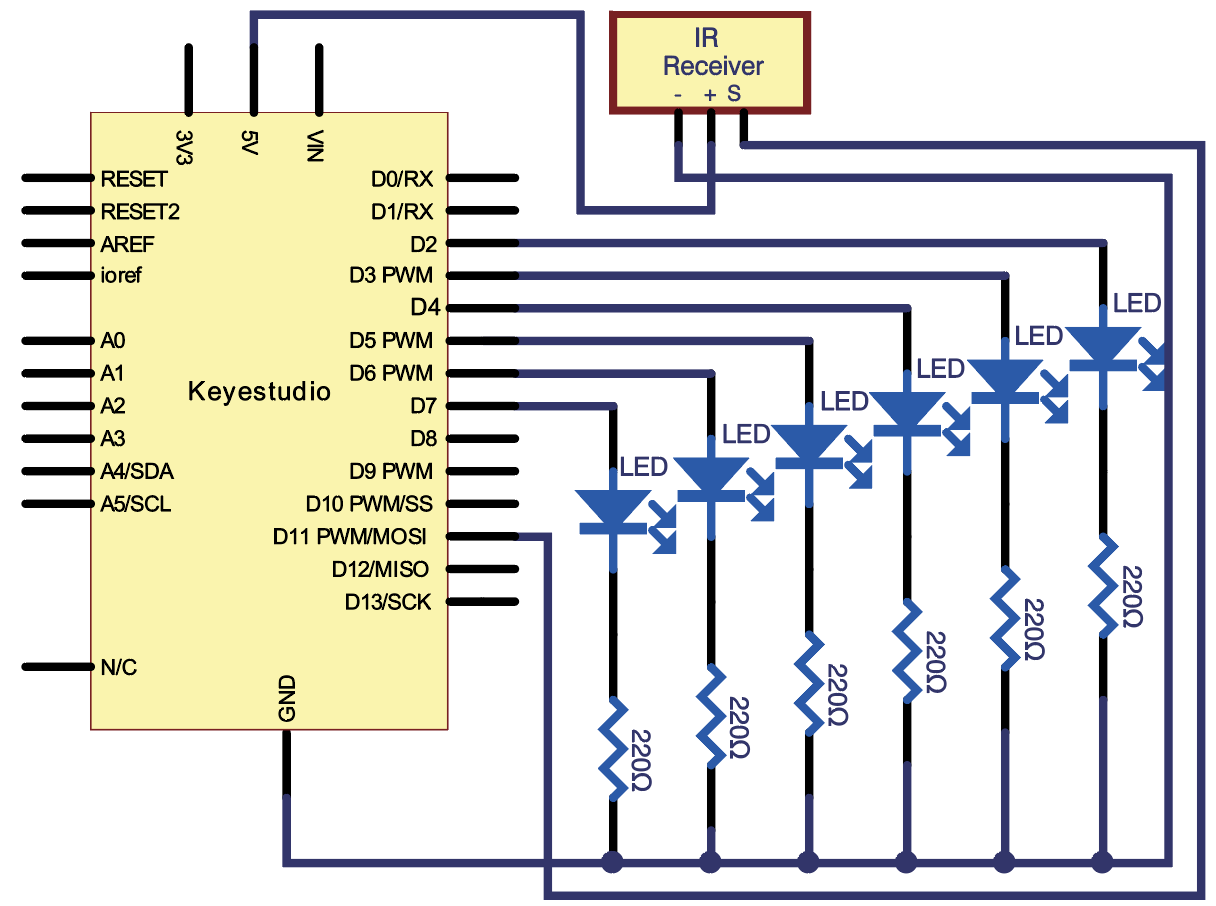 IR
Receiver
- + S
3V3
5V
VIN
RESET
RESET2
AREF
ioref
A0
A1
A2
A3
A4/SDA
A5/SCL
N/C
Keyestudio
D0/RX
D1/RX
D2
D3 PWM
D4
D5 PWM
D6 PWM
D7
D8
D9 PWM
D10 PWM/SS
D11 PWM/MOSI
D12/MISO
D13/SCK
GND
LED
LED
LED
LED
LED
LED
220Ω
220Ω
220Ω
220Ω
220Ω
220Ω